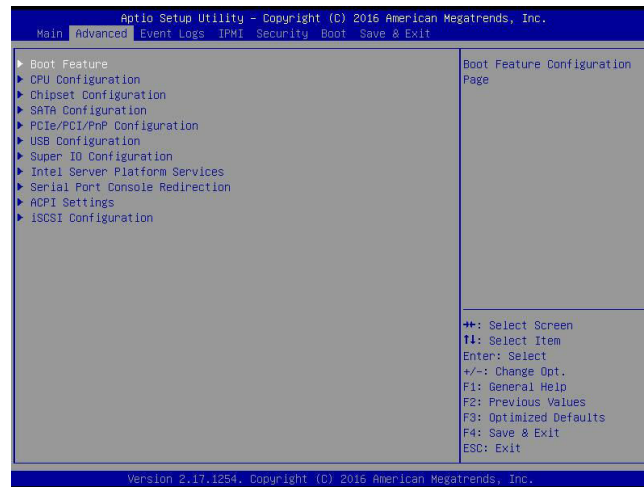 Aptio Setup Utility – Copyright (C) 2016 American Megatrends, Inc.
Main Advanced Event Logs IPMI Security Boot Save & Exit
▶ Boot Feature
▶ CPU Configuration
▶ Chipset Configuration
▶ SATA Configuration
▶ PCIe/PCI/PnP Configuration
▶ USB Configuration
▶ Super IO Configuration
▶ Intel Server Platform Services
▶ Serial Port Console Redirection
▶ ACPI Settings
▶ iSCSI Configuration
Boot Feature Configuration
Page
→←: Select Screen
↑↓: Select Item
Enter: Select
+/-: Change Opt.
F1: General Help
F2: Previous Values
F3: Optimized Defaults
F4: Save & Exit
ESC: Exit
Version 2.17.1254. Copyright (C) 2016 American Megatrends, Inc.